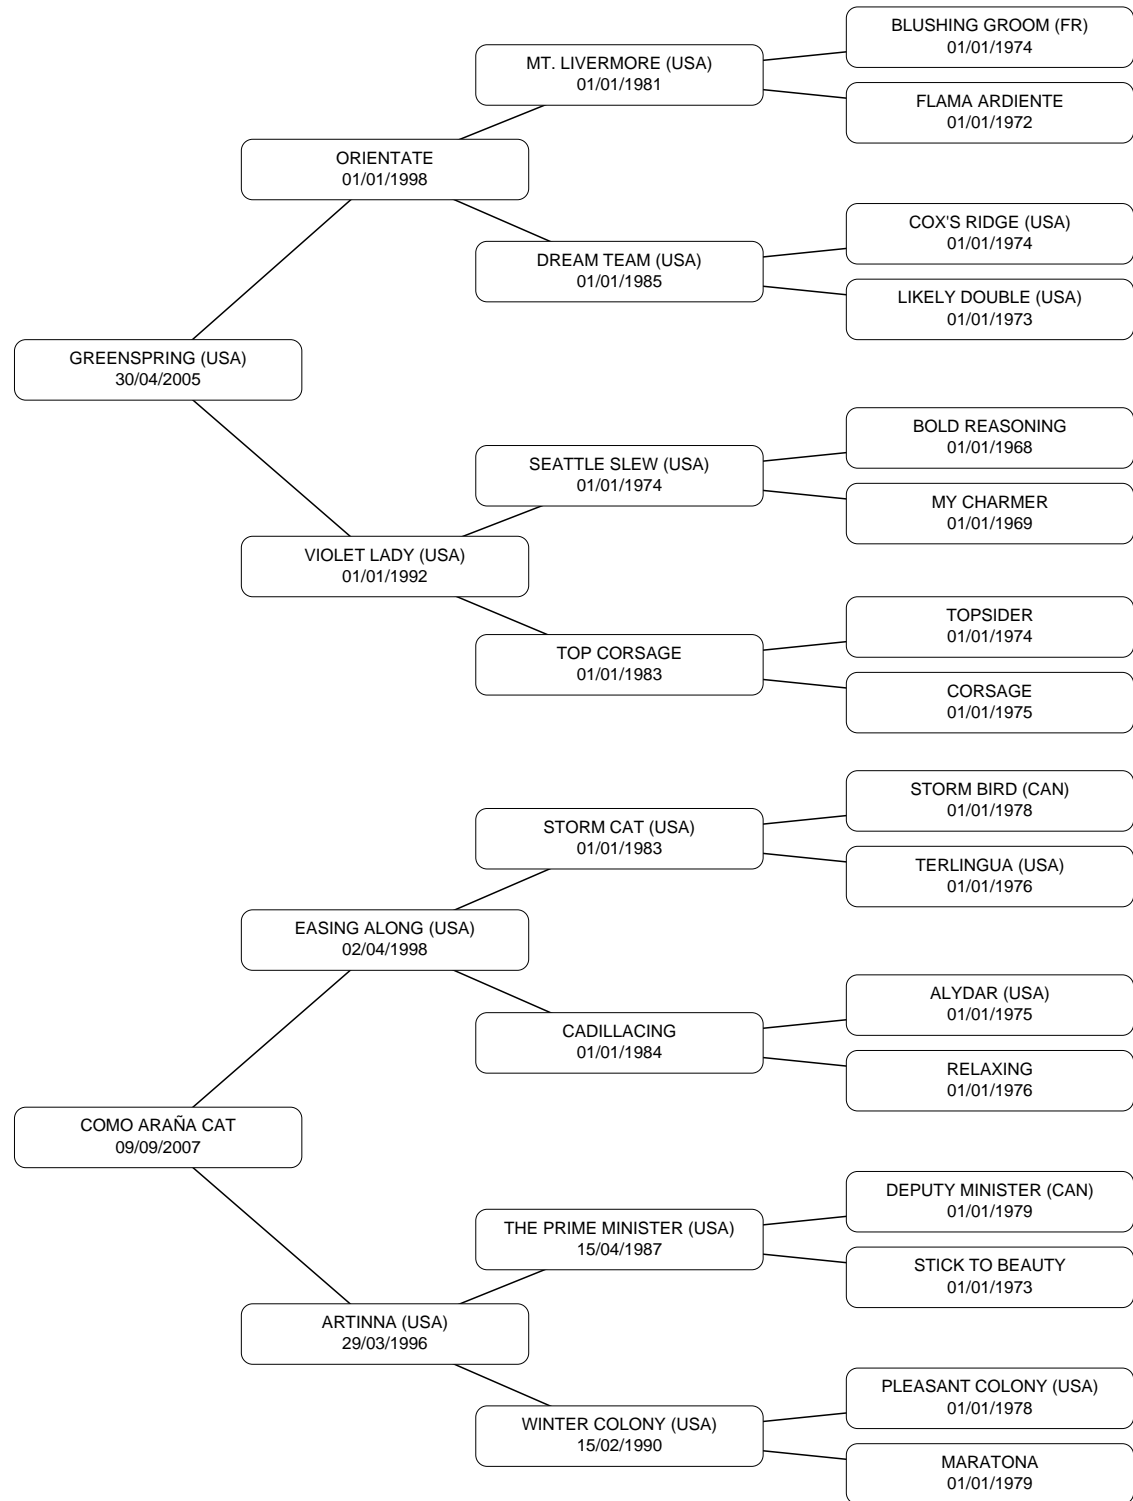 BLUSHING GROOM (FR)
01/01/1974
MT. LIVERMORE (USA)
01/01/1981
FLAMA ARDIENTE
01/01/1972
ORIENTATE
01/01/1998
COX'S RIDGE (USA)
01/01/1974
DREAM TEAM (USA)
01/01/1985
LIKELY DOUBLE (USA)
01/01/1973
GREENSPRING (USA)
30/04/2005
BOLD REASONING
01/01/1968
SEATTLE SLEW (USA)
01/01/1974
MY CHARMER
01/01/1969
VIOLET LADY (USA)
01/01/1992
TOPSIDER
01/01/1974
TOP CORSAGE
01/01/1983
CORSAGE
01/01/1975
STORM BIRD (CAN)
01/01/1978
STORM CAT (USA)
01/01/1983
TERLINGUA (USA)
01/01/1976
EASING ALONG (USA)
02/04/1998
ALYDAR (USA)
01/01/1975
CADILLACING
01/01/1984
RELAXING
01/01/1976
COMO ARAÑA CAT
09/09/2007
DEPUTY MINISTER (CAN)
01/01/1979
THE PRIME MINISTER (USA)
15/04/1987
STICK TO BEAUTY
01/01/1973
ARTINNA (USA)
29/03/1996
PLEASANT COLONY (USA)
01/01/1978
WINTER COLONY (USA)
15/02/1990
MARATONA
01/01/1979